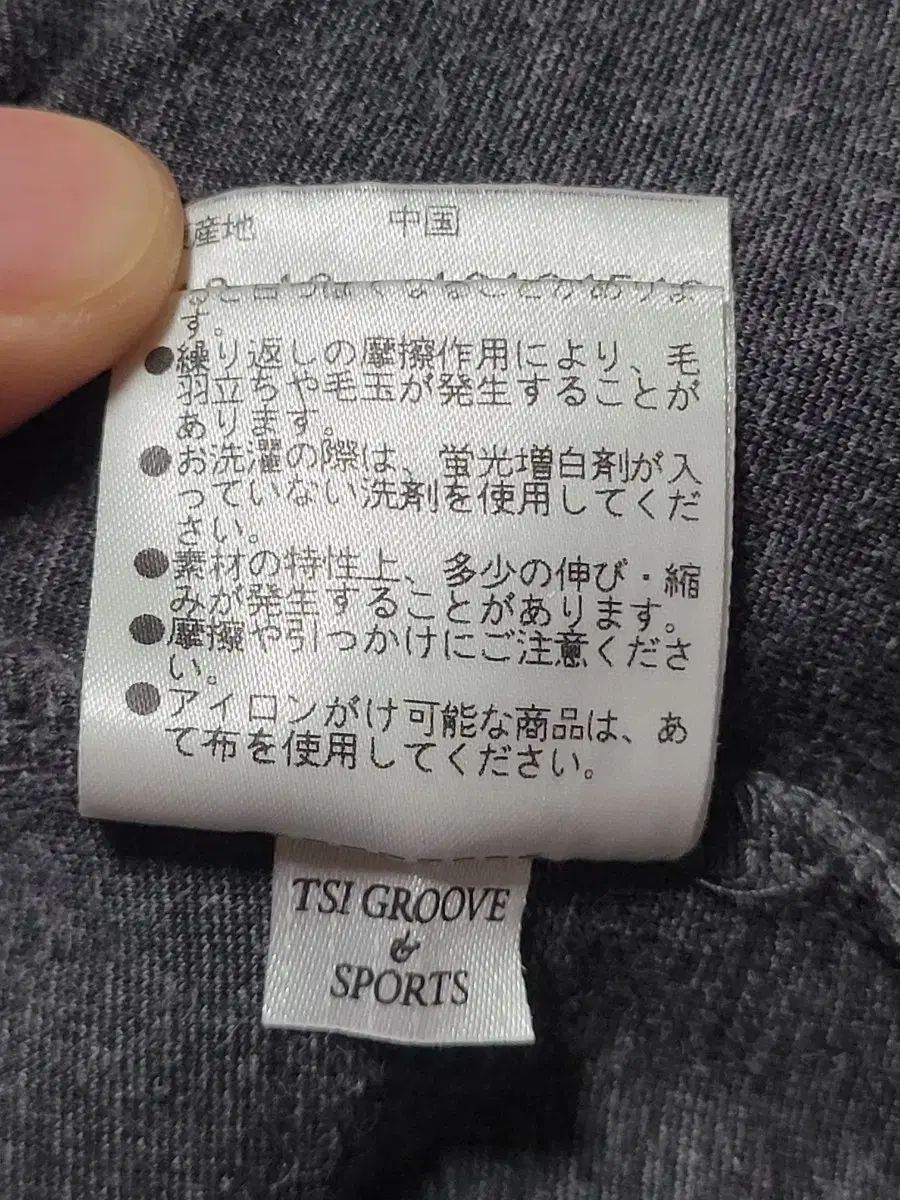 産地 中国
す。
●繰り返しの摩擦作用により、毛
羽立ちや毛玉が発生することが
あります。
●お洗濯の際は、蛍光増白剤が入
っていない洗剤を使用してくだ
さい。
●素材の特性上、多少の伸び・縮
みが発生することがあります。
●摩擦や引っかけにご注意くださ
い。
●アイロンがけ可能な商品は、あ
て布を使用してください。
TSI GROOVE
&
SPORTS